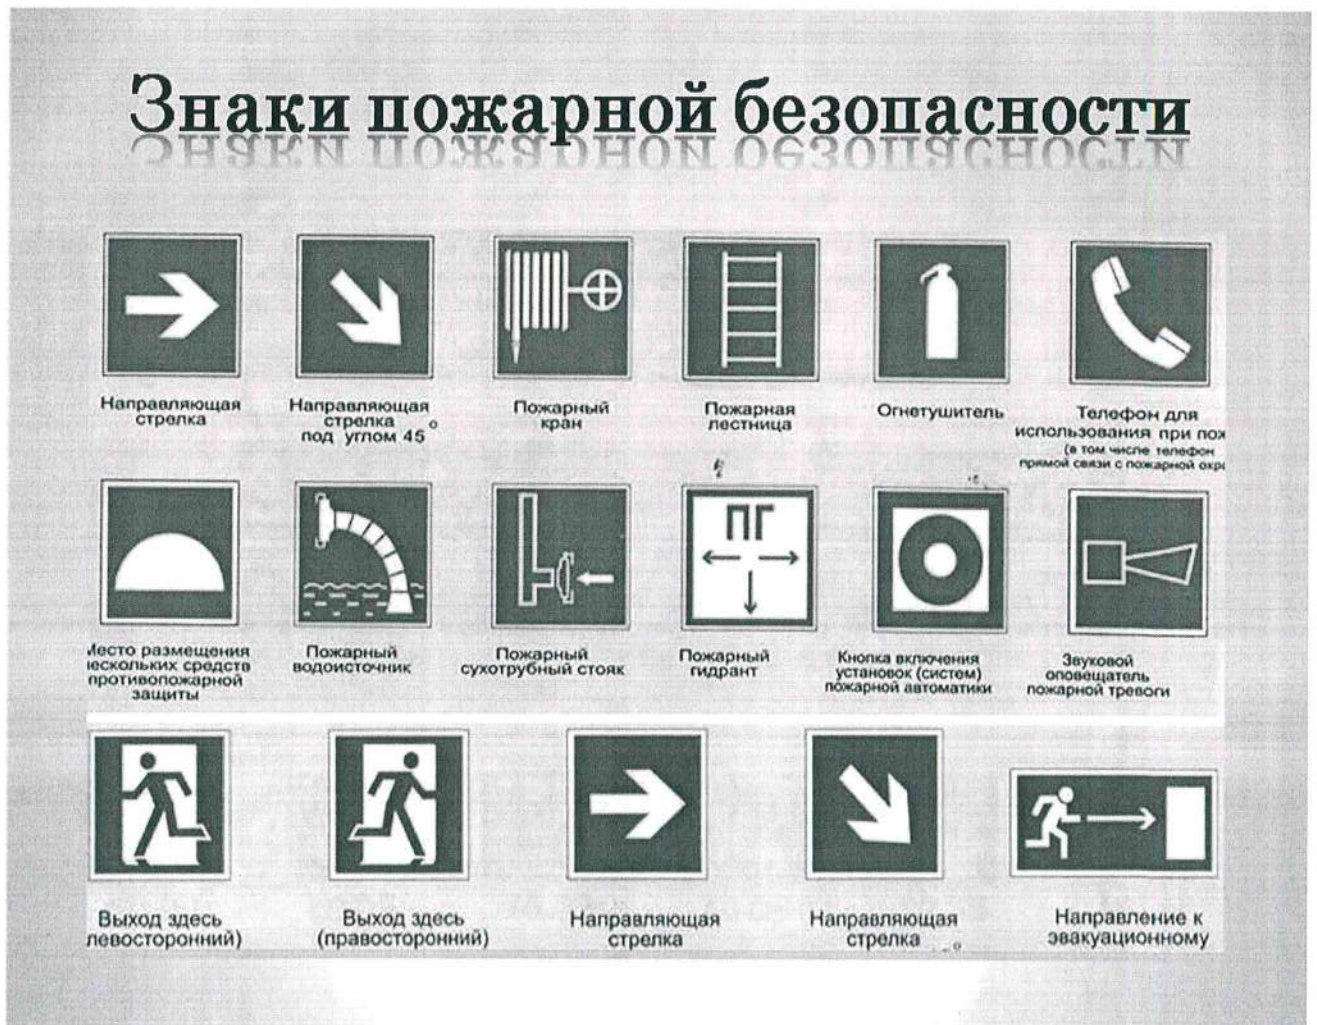 Знаки пожарной безопасности
Направляющая
стрелка
Направляющая
стрелка
под углом 45 о
Пожарный
кран
Пожарная
лестница
Огнетушитель
Телефон для
использования при пож
(в том числе телефон
прямой связи с пожарной охра
Место размещения
нескольких средств
противопожарной
защиты
Пожарный
водоисточник
Пожарный
сухотрубный стояк
ПГ
Пожарный
гидрант
Кнопка включения
установок (систем)
пожарной автоматики
Звуковой
оповещатель
пожарной тревоги
Выход здесь
левосторонний)
Выход здесь
(правосторонний)
Направляющая
стрелка
Направляющая
стрелка
Направление к
эвакуационному